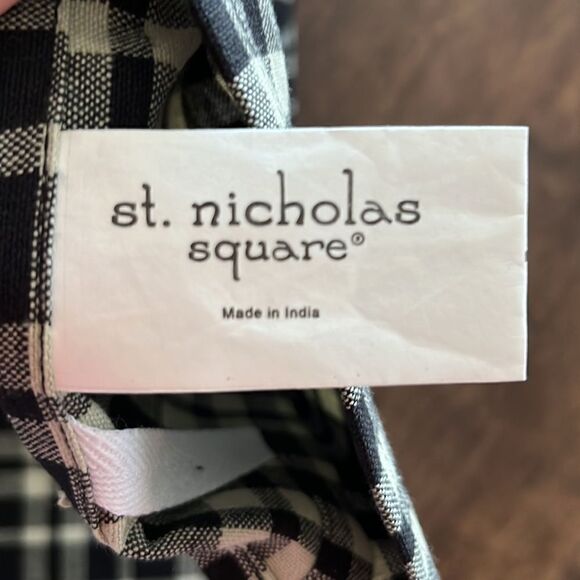 st. nicholas
square®
Made in India